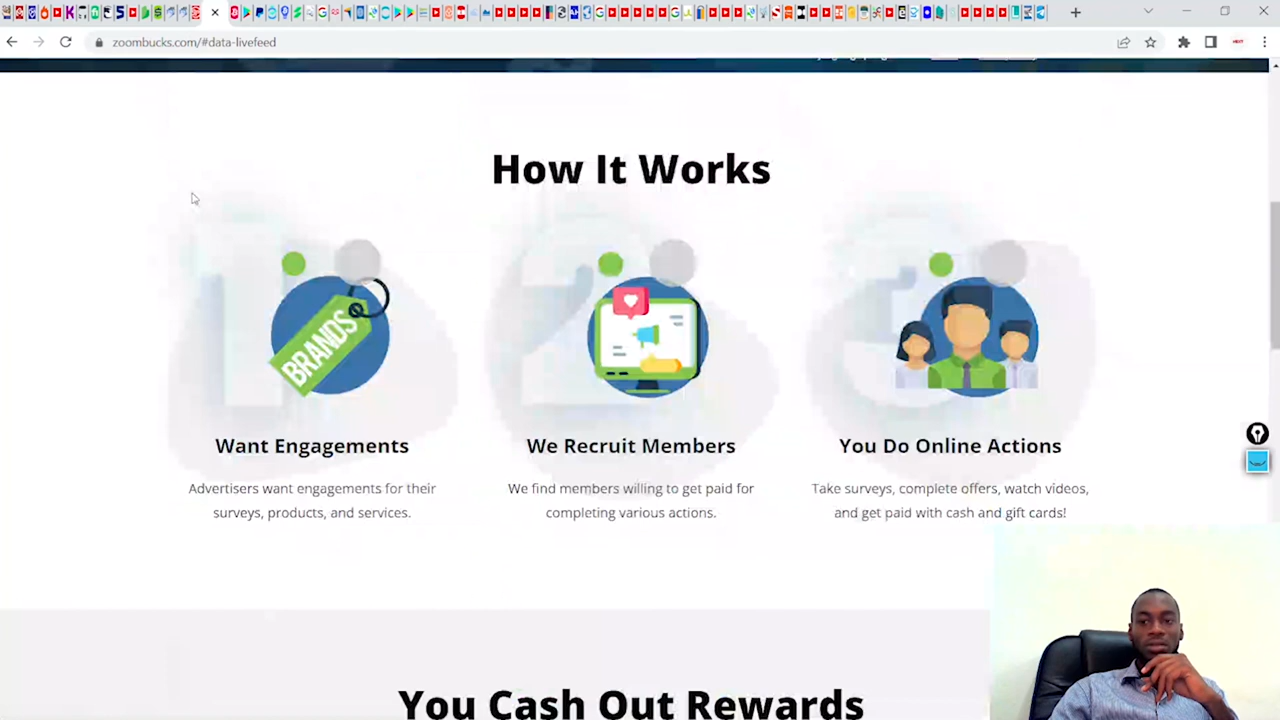 zoombucks.com/#data-livefeed
How It Works
BRANDS
Want Engagements
We Recruit Members
You Do Online Actions
Advertisers want engagements for their
surveys, products, and services.
We find members willing to get paid for
completing various actions.
Take surveys, complete offers, watch videos,
and get paid with cash and gift cards!
You Cash Out Rewards